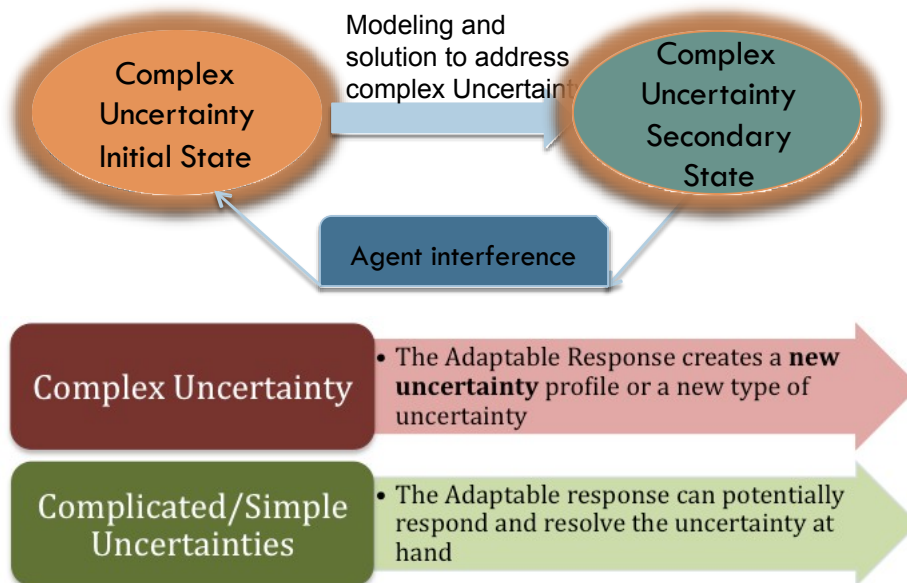 Modeling and
solution to address
complex Uncertainty
Complex
Uncertainty
Initial State
Complex
Uncertainty
Secondary
State
Agent interference
Complex Uncertainty
• The Adaptable Response creates a new
uncertainty profile or a new type of
uncertainty
Complicated/Simple
Uncertainties
• The Adaptable response can potentially
respond and resolve the uncertainty at
hand